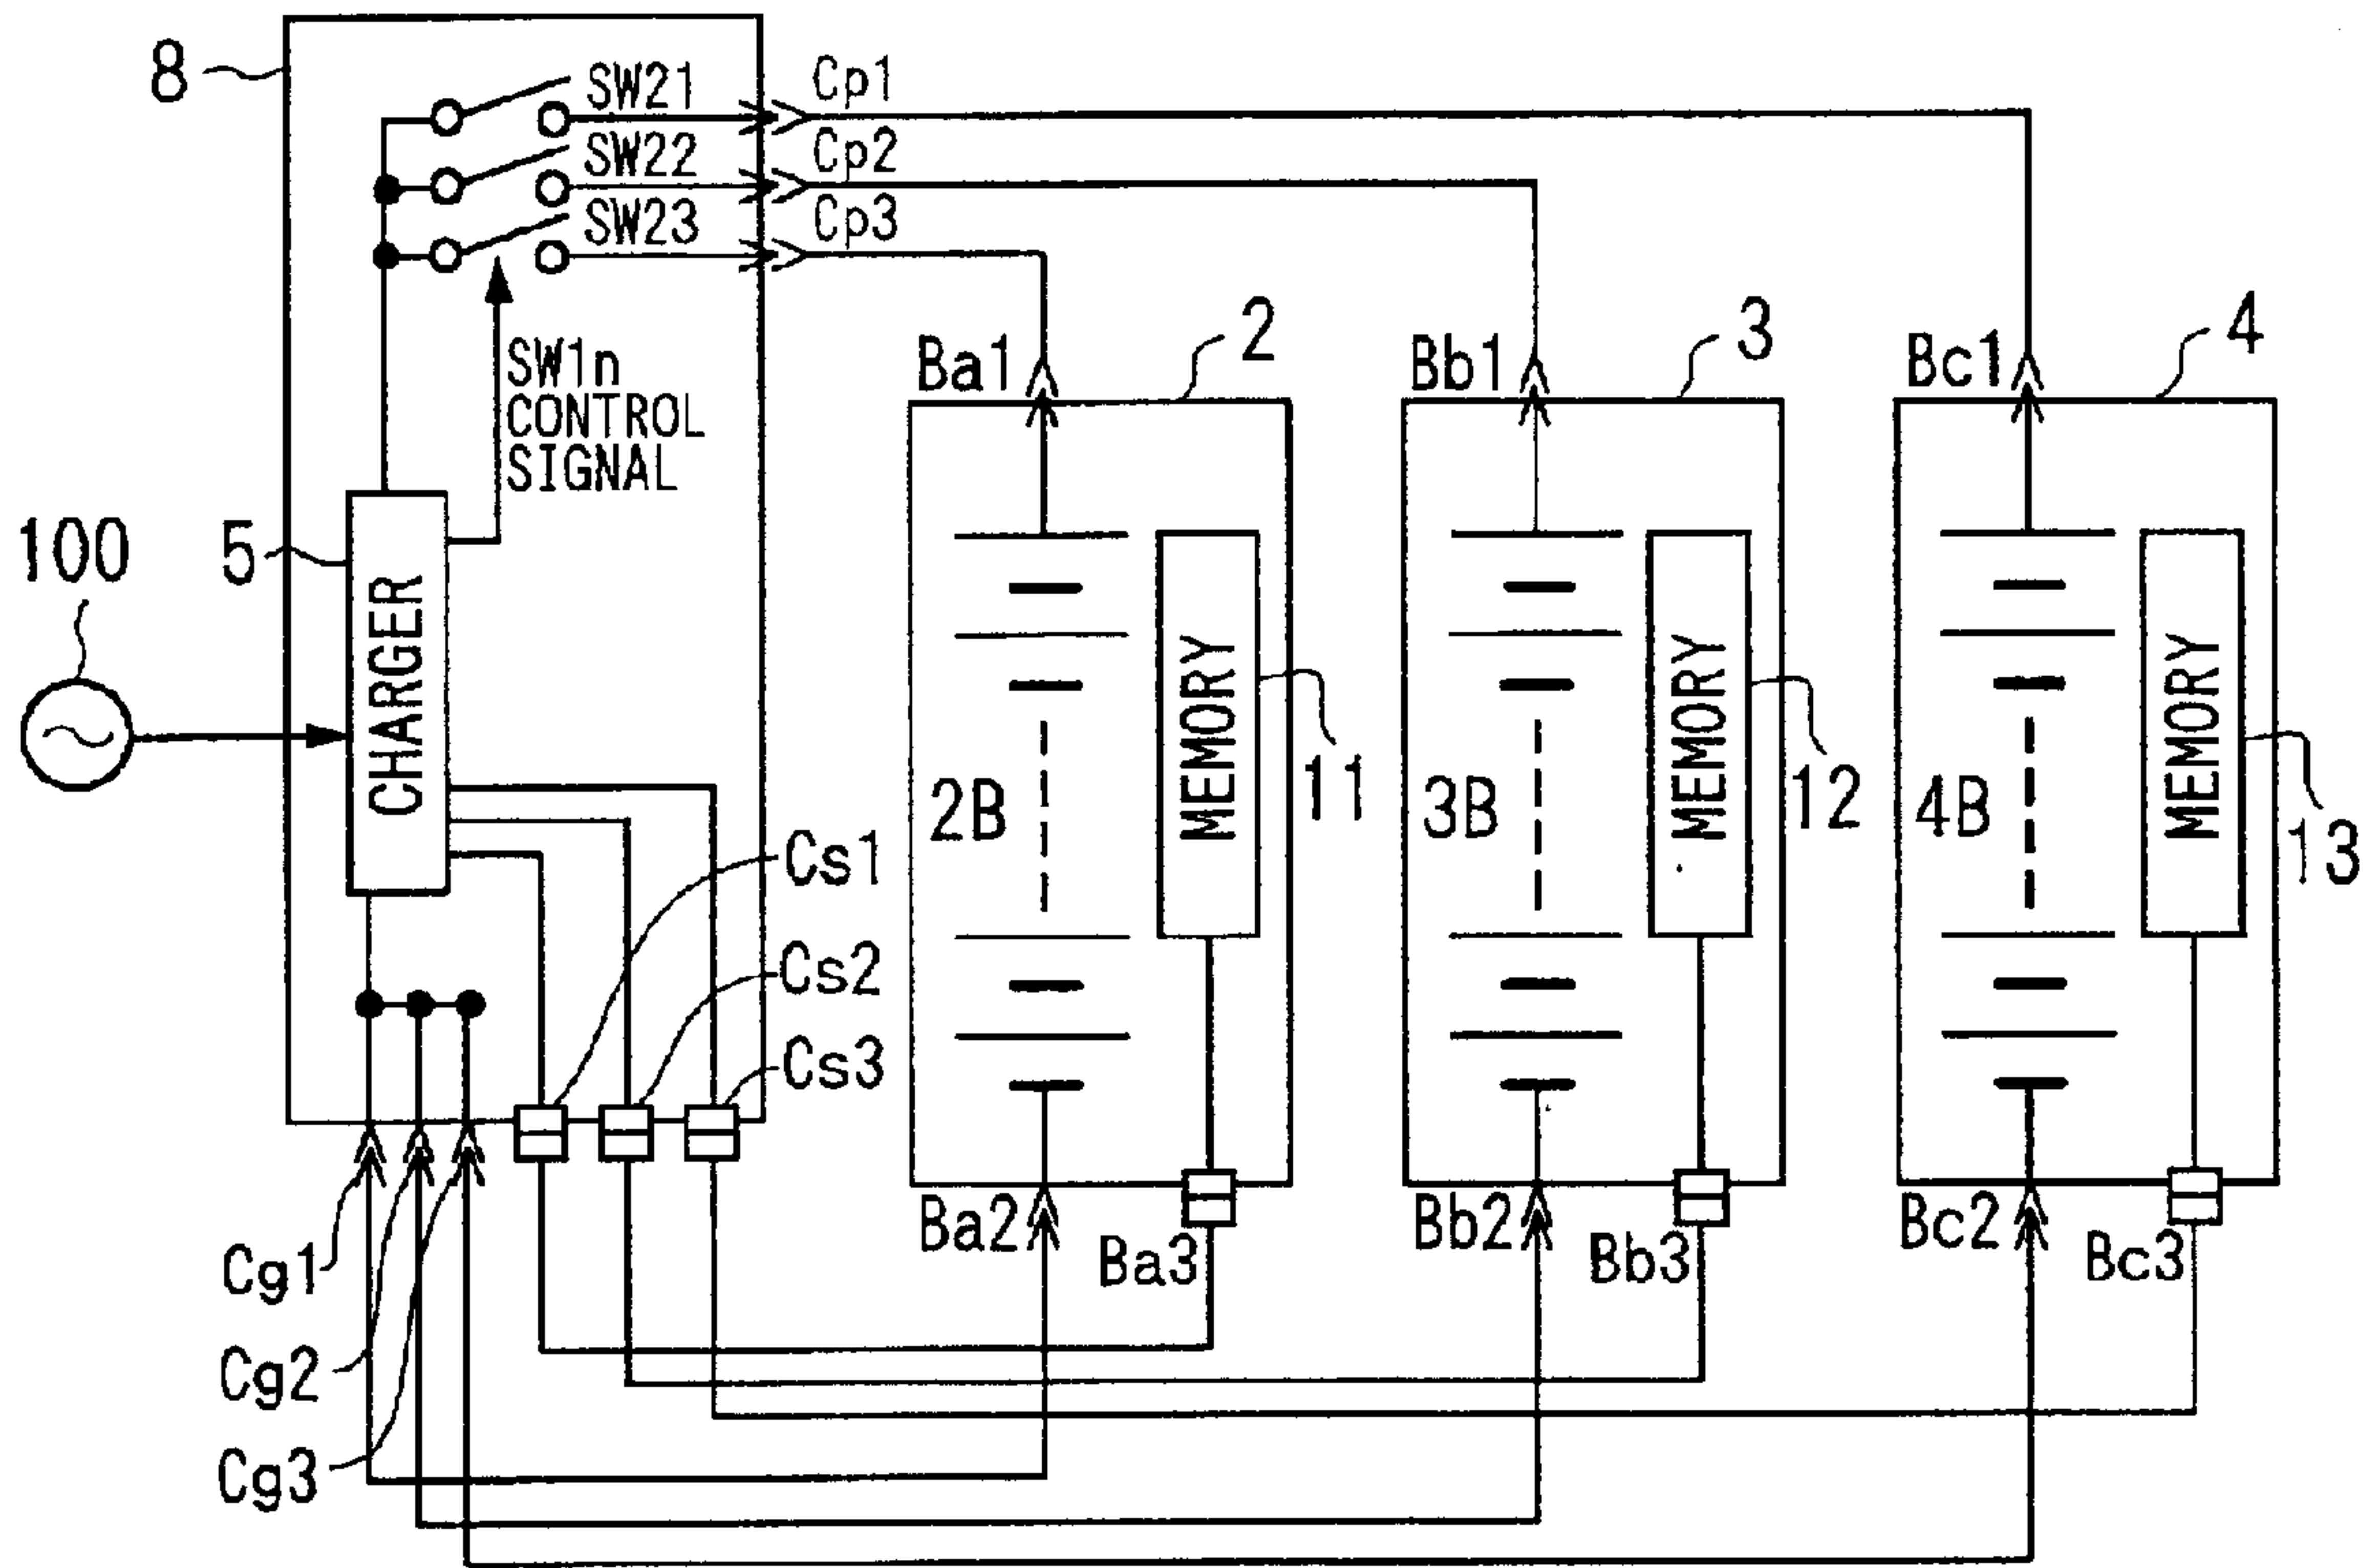 8
SW21
Cp1
SW22
Cp2
SW23
Cp3
SW1n
CONTROL
SIGNAL
Ba1
2
Bb1
3
Bc1
4
100
5
CHARGER
2B
MEMORY
11
3B
MEMORY
12
4B
MEMORY
13
Cs1
Cs2
Cs3
Ba2
Ba3
Bb2
Bb3
Bc2
Bc3
Cg1
Cg2
Cg3